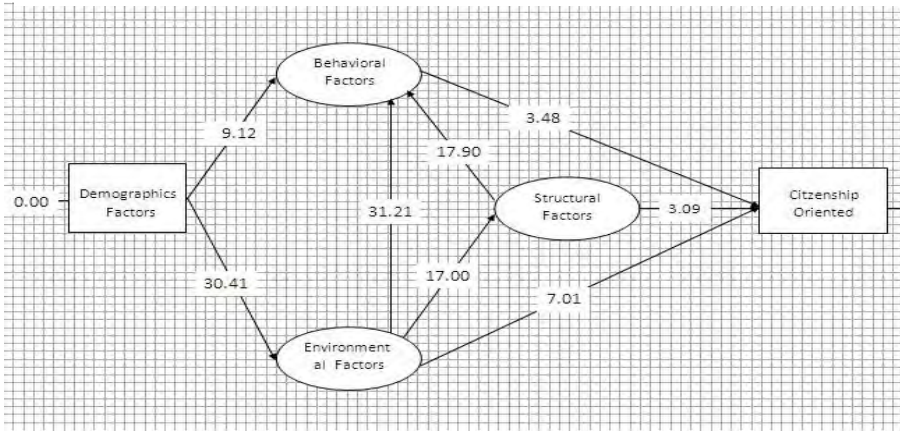 Behavioral
Factors
9.12
3.48
17.90
0.00
Demographics
Factors
31.21
Structural
Factors
3.09
Citzenship
Oriented
30.41
17.00
7.01
Environment
al Factors